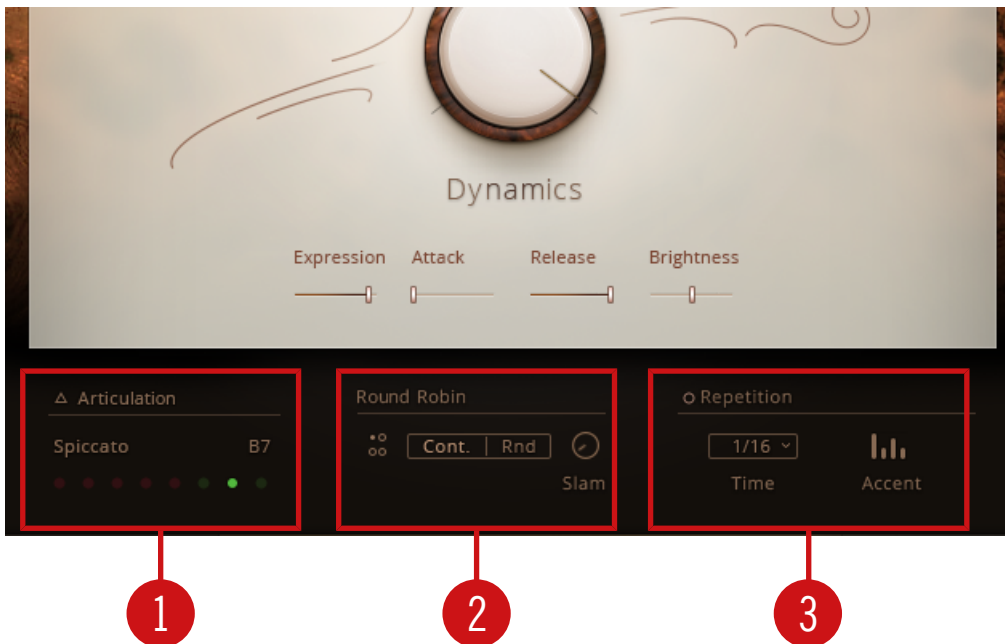 Dynamics
Expression Attack Release Brightness
Articulation
Spiccato B7
Round Robin
Cont. | Rnd
Slam
Repetition
1/16
Time Accent
1
2
3